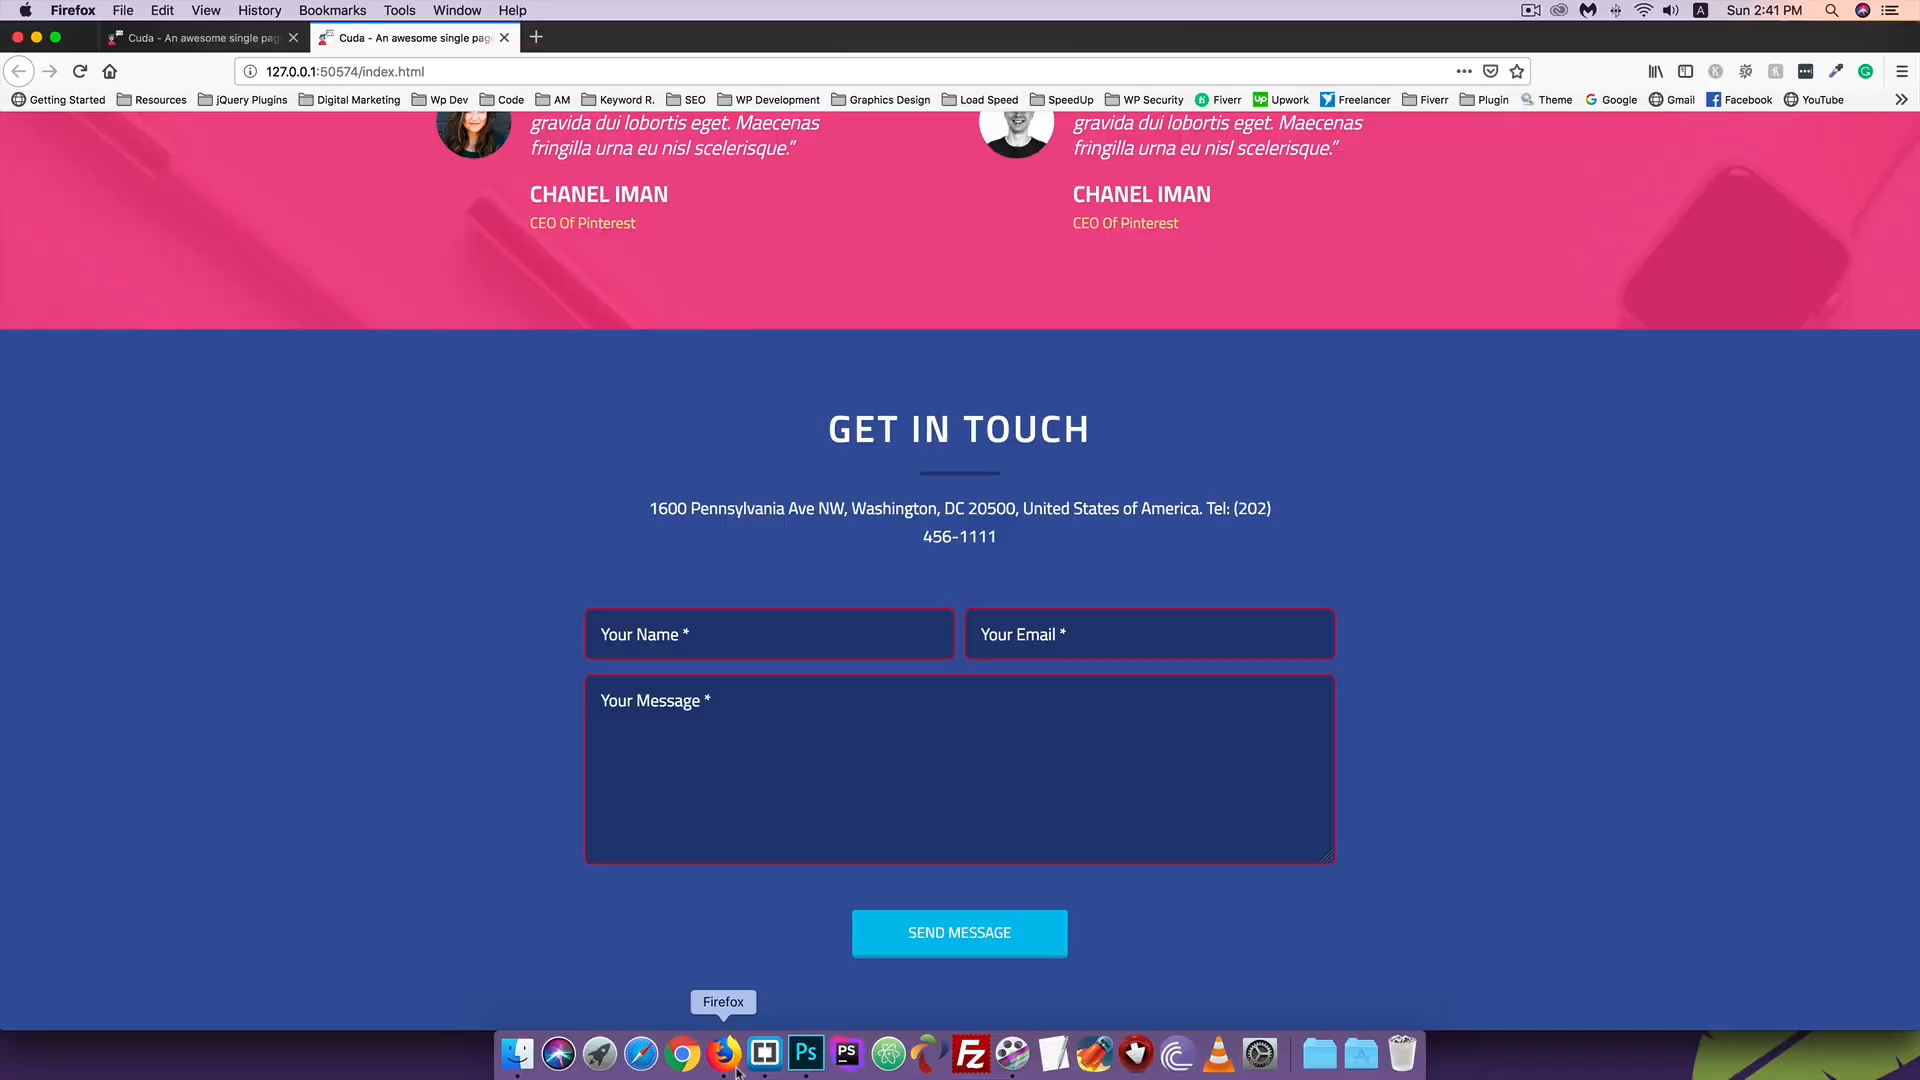 Firefox File Edit View History Bookmarks Tools Window Help
A Sun 2:41 PM
Cuda - An awesome single pag
Cuda - An awesome single pag
127.0.0.1:50574/index.html
Getting Started Resources jQuery Plugins Digital Marketing Wp Dev Code AM Keyword R. SEO WP Development Graphics Design Load Speed SpeedUp WP Security Fiverr Upwork Freelancer Fiverr Plugin Theme Google Gmail Facebook YouTube
gravida dui lobortis eget. Maecenas
fringilla urna eu nisl scelerisque.”
CHANEL IMAN
CEO Of Pinterest
gravida dui lobortis eget. Maecenas
fringilla urna eu nisl scelerisque.”
CHANEL IMAN
CEO Of Pinterest
GET IN TOUCH
1600 Pennsylvania Ave NW, Washington, DC 20500, United States of America. Tel: (202)
456-1111
Your Name *
Your Email *
Your Message *
SEND MESSAGE
Firefox
Ps PS FZ